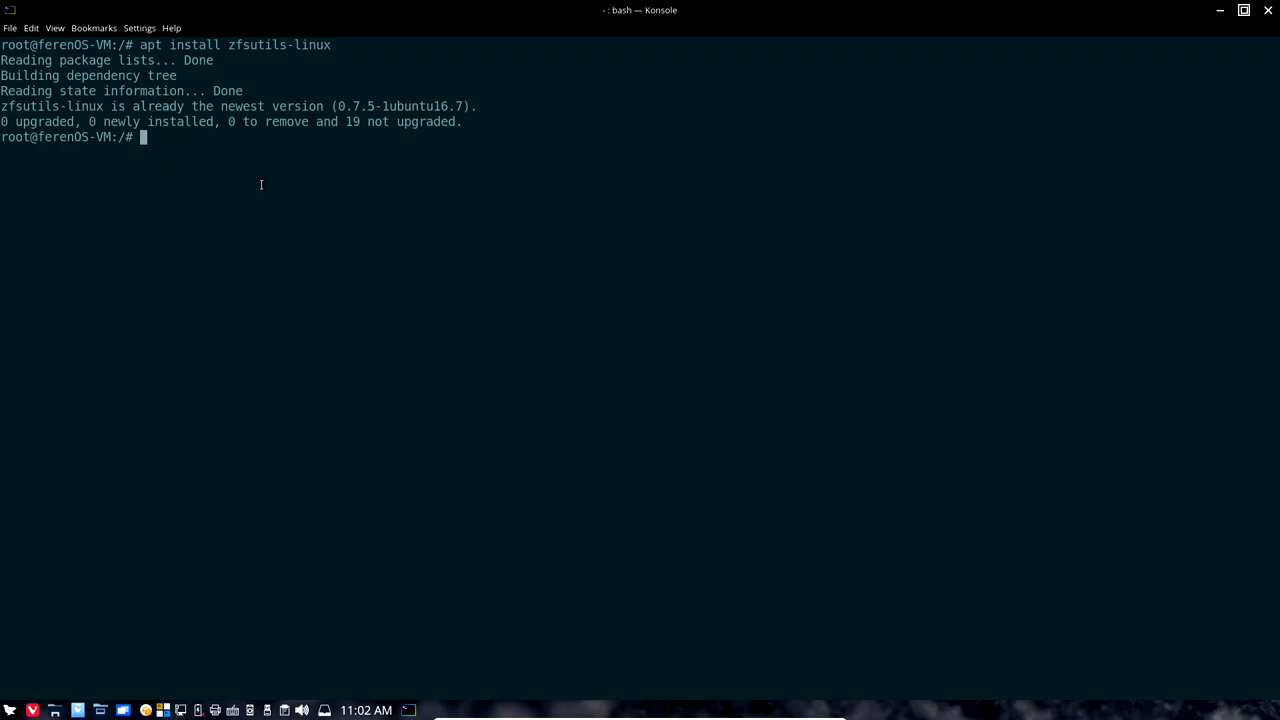 - : bash — Konsole
File Edit View Bookmarks Settings Help
root@ferenOS-VM:/# apt install zfsutils-linux
Reading package lists... Done
Building dependency tree
Reading state information... Done
zfsutils-linux is already the newest version (0.7.5-1ubuntu16.7).
0 upgraded, 0 newly installed, 0 to remove and 19 not upgraded.
root@ferenOS-VM:/#
11:02 AM